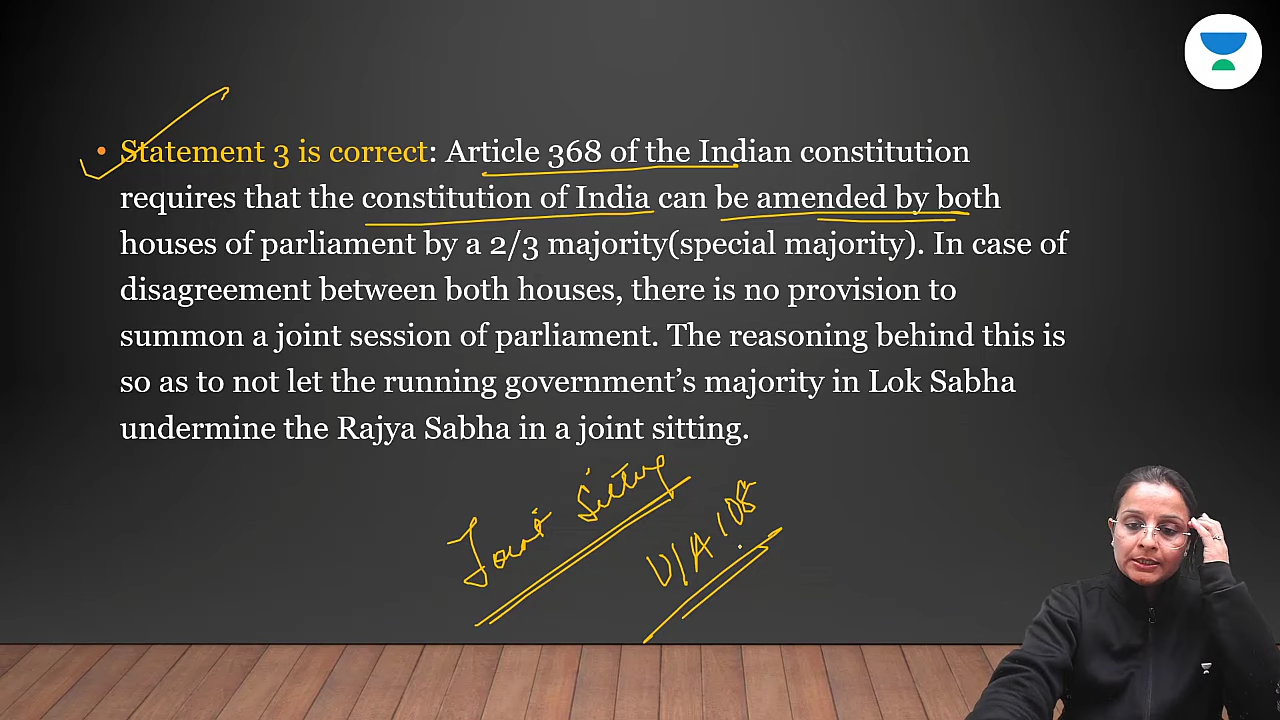 • Statement 3 is correct: Article 368 of the Indian constitution
requires that the constitution of India can be amended by both
houses of parliament by a 2/3 majority(special majority). In case of
disagreement between both houses, there is no provision to
summon a joint session of parliament. The reasoning behind this is
so as to not let the running government’s majority in Lok Sabha
undermine the Rajya Sabha in a joint sitting.
Joint Sitting
U/A 108